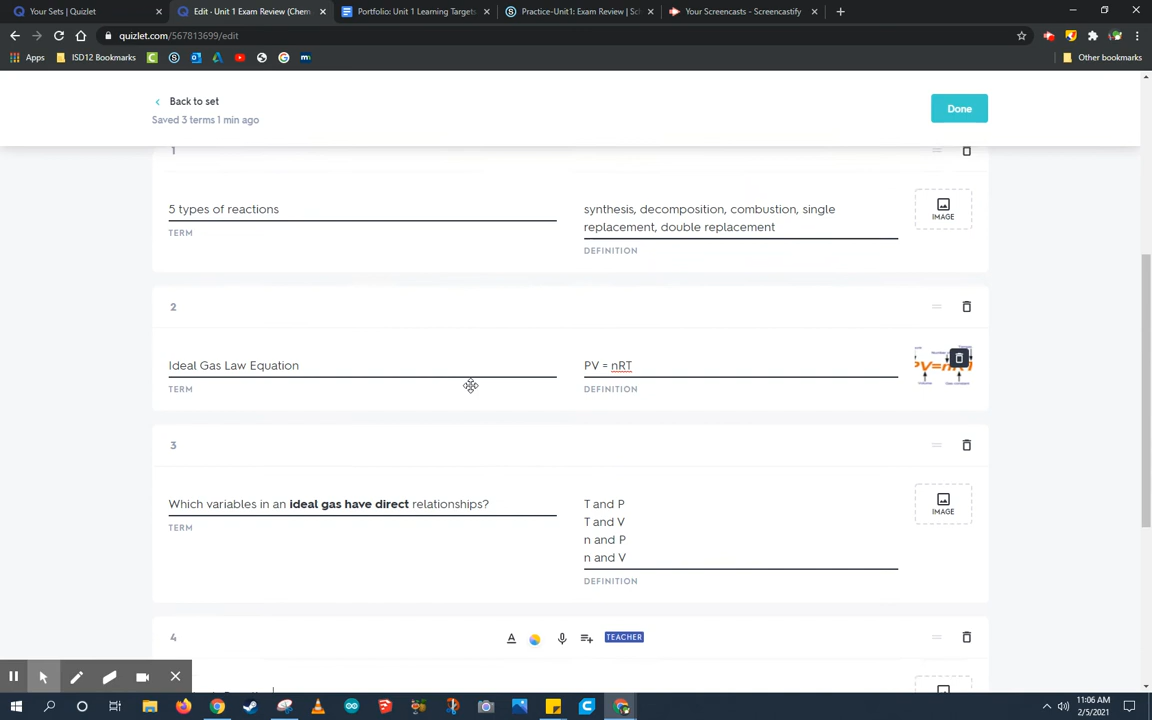 Your Sets | Quizlet
Edit - Unit 1 Exam Review (Chem
Portfolio: Unit 1 Learning Targets
Practice-Unit1: Exam Review | Sc
Your Screencasts - Screencastify
quizlet.com/567813699/edit
Apps
ISD12 Bookmarks
Other bookmarks
Back to set
Saved 3 terms 1 min ago
Done
1
5 types of reactions
TERM
synthesis, decomposition, combustion, single
replacement, double replacement
DEFINITION
IMAGE
2
Ideal Gas Law Equation
TERM
PV = nRT
DEFINITION
PV=nRT
3
Which variables in an ideal gas have direct relationships?
TERM
T and P
T and V
n and P
n and V
DEFINITION
IMAGE
4
TEACHER
11:06 AM
2/5/2021